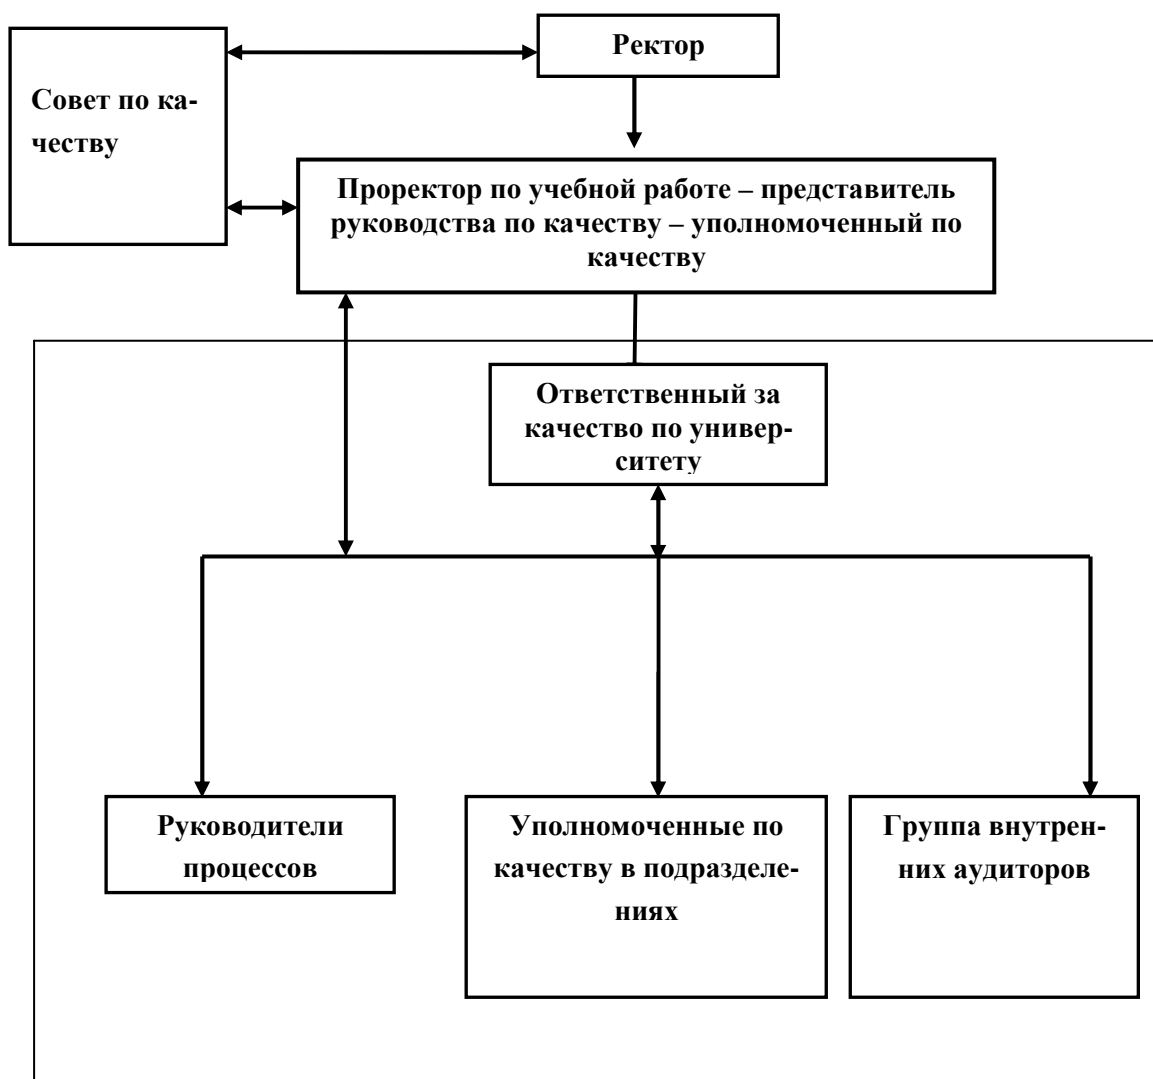 Ректор
Совет по ка-
честву
Проректор по учебной работе – представитель
руководства по качеству – уполномоченный по
качеству
Ответственный за
качество по универ-
ситету
Руководители
процессов
Уполномоченные по
качеству в подразделе-
ниях
Группа внутрен-
них аудиторов